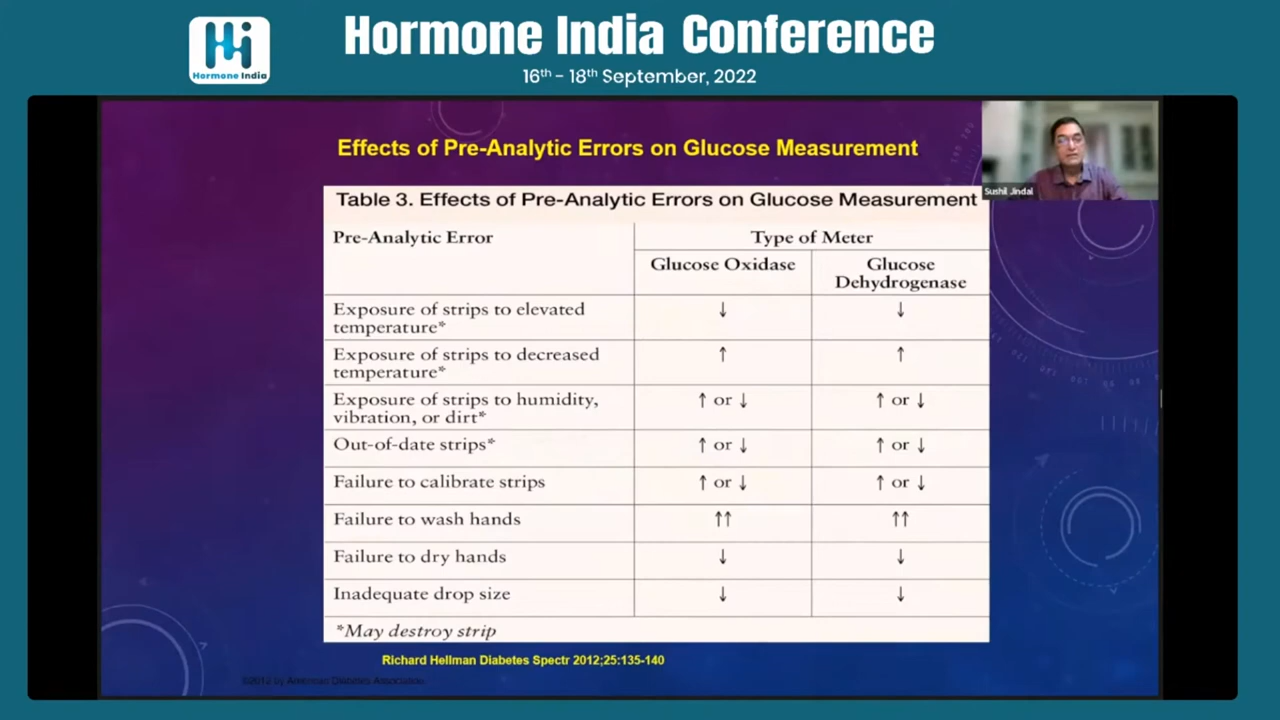 Hormone India Conference
Hormone India
16th - 18th September, 2022
Effects of Pre-Analytic Errors on Glucose Measurement
Sushil Jindal
Table 3. Effects of Pre-Analytic Errors on Glucose Measurement
Pre-Analytic Error
Type of Meter
Glucose Oxidase
Glucose
Dehydrogenase
Exposure of strips to elevated
temperature* ↓ ↓
Exposure of strips to decreased
temperature* ↑ ↑
Exposure of strips to humidity,
vibration, or dirt* ↑ or ↓ ↑ or ↓
Out-of-date strips* ↑ or ↓ ↑ or ↓
Failure to calibrate strips ↑ or ↓ ↑ or ↓
Failure to wash hands ↑↑ ↑↑
Failure to dry hands ↓ ↓
Inadequate drop size ↓ ↓
*May destroy strip
Richard Hellman Diabetes Spectr 2012;25:135-140
©2012 by American Diabetes Association